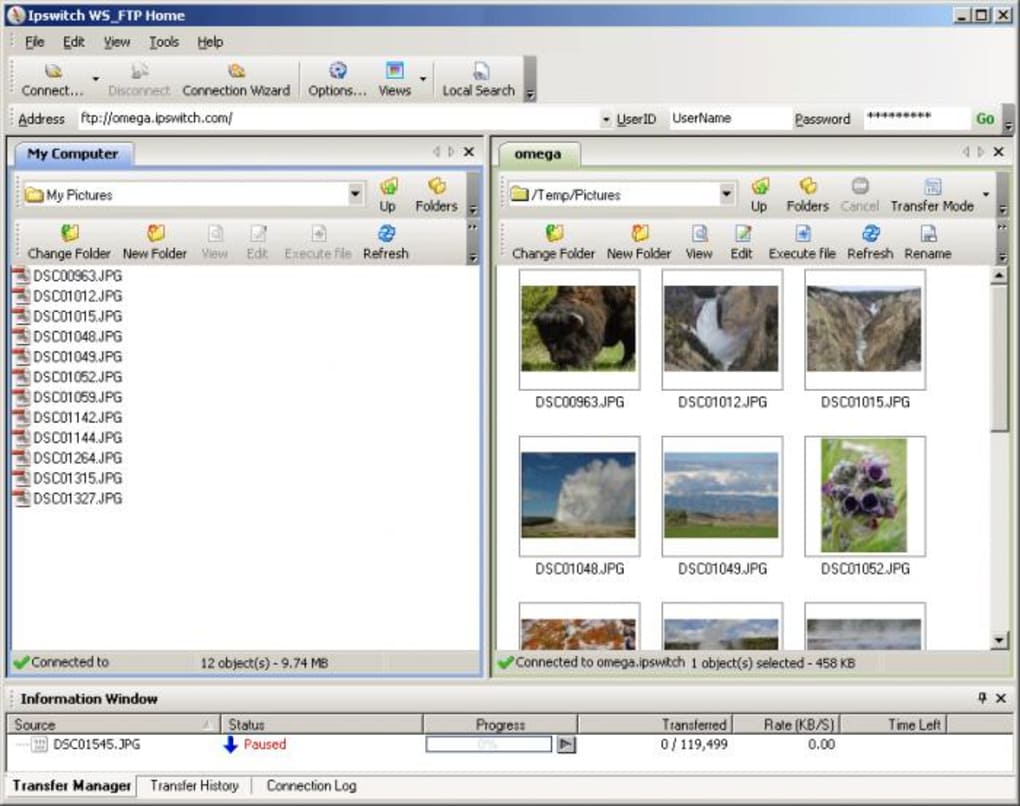 Ipswitch WS_FTP Home
File Edit View Tools Help
Connect... Disconnect Connection Wizard Options... Views Local Search
Address ftp://omega.ipswitch.com/ UserID UserName Password ********* Go
My Computer
My Pictures Up Folders
Change Folder New Folder View Edit Execute file Refresh
DSC00963.JPG
DSC01012.JPG
DSC01015.JPG
DSC01048.JPG
DSC01049.JPG
DSC01052.JPG
DSC01059.JPG
DSC01142.JPG
DSC01144.JPG
DSC01264.JPG
DSC01315.JPG
DSC01327.JPG
Connected to 12 object(s) - 9.74 MB
omega
/Temp/Pictures Up Folders Cancel Transfer Mode
Change Folder New Folder View Edit Execute file Refresh Rename
DSC00963.JPG DSC01012.JPG DSC01015.JPG
DSC01048.JPG DSC01049.JPG DSC01052.JPG
Connected to omega.ipswitch 1 object(s) selected - 458 KB
Information Window
Source Status Progress Transferred Rate (KB/S) Time Left
DSC01545.JPG Paused 0% 0 / 119,499 0.00
Transfer Manager Transfer History Connection Log